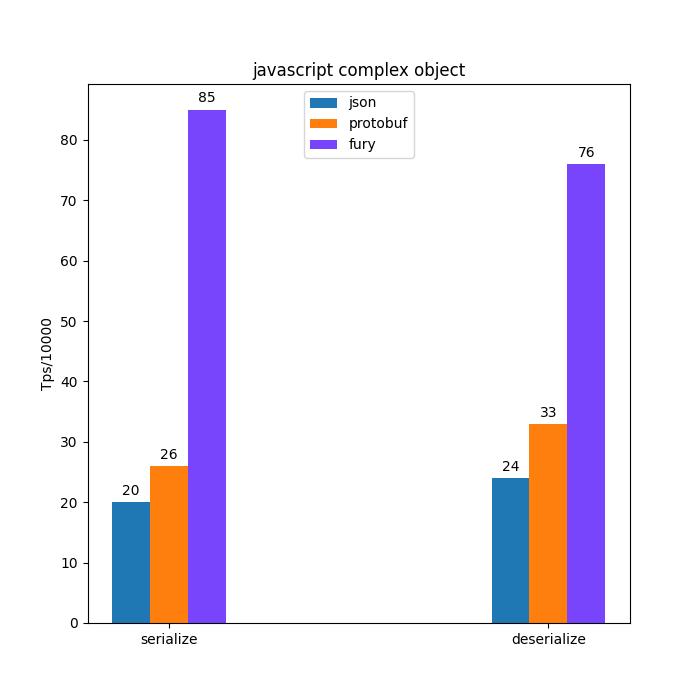 javascript complex object
json
protobuf
fury
Tps/10000
80
70
60
50
40
30
20
10
0
85
26
20
76
33
24
serialize
deserialize